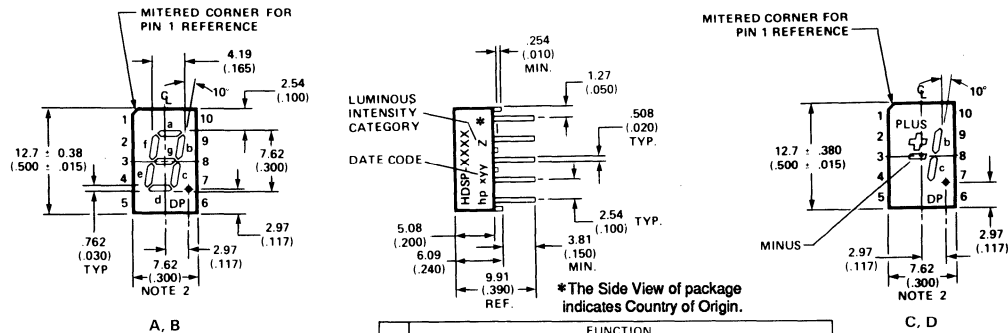 MITERED CORNER FOR
PIN 1 REFERENCE
4.19
(.165)
2.54
(.100)
10°
℄
1
2
3
4
5
10
9
8
7
6
a
f
g
b
e
c
d
DP
12.7 ± 0.38
(.500 ± .015)
7.62
(.300)
.762
(.030)
TYP
2.97
(.117)
2.97
(.117)
7.62
(.300)
NOTE 2
A, B
.254
(.010)
MIN.
1.27
(.050)
LUMINOUS
INTENSITY
CATEGORY
DATE CODE
HDSP-XXXX
hp xYY
Z
*
.508
(.020)
TYP.
2.54
(.100)
TYP.
5.08
(.200)
6.09
(.240)
3.81
(.150)
MIN.
9.91
(.390)
REF.
*The Side View of package
indicates Country of Origin.
FUNCTION
MITERED CORNER FOR
PIN 1 REFERENCE
℄
10°
1
2
3
4
5
10
9
8
7
6
PLUS
b
c
DP
12.7 ± .380
(.500 ± .015)
MINUS
2.97
(.117)
2.97
(.117)
7.62
(.300)
NOTE 2
C, D